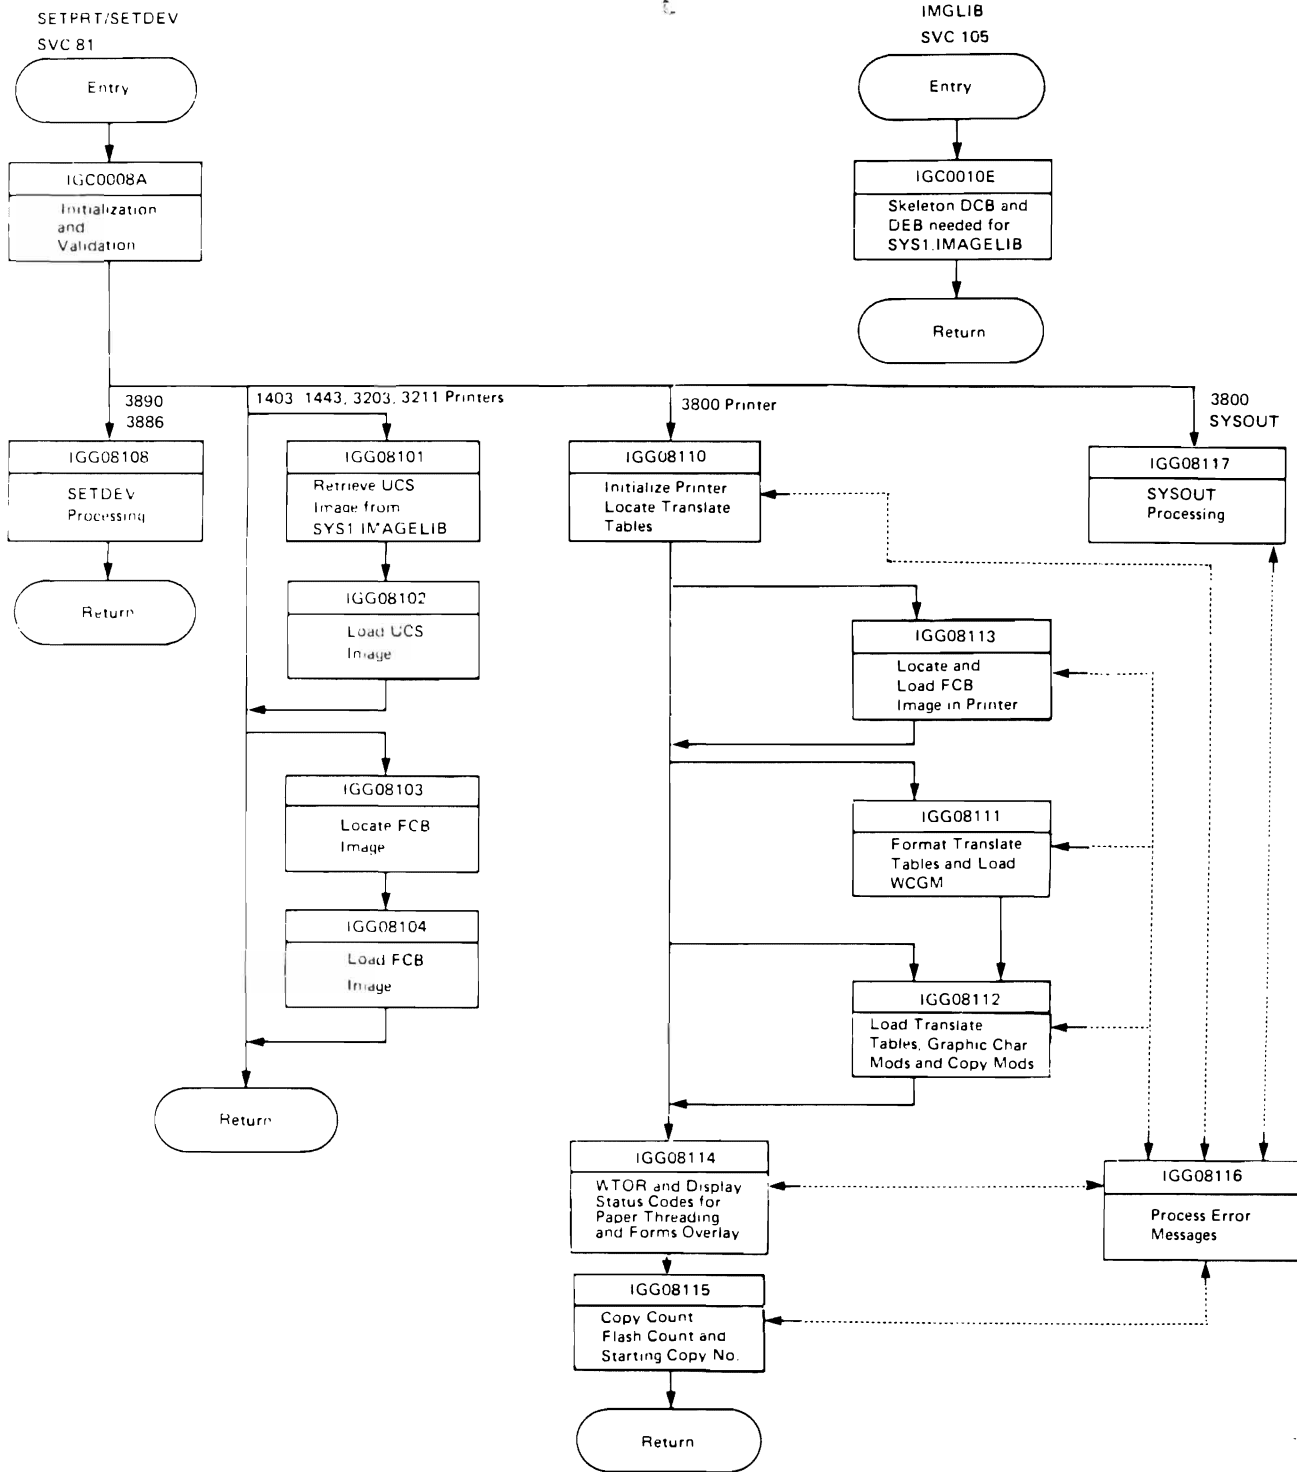 SETPRT/SETDEV
SVC 81
Entry
IGC0008A
Initialization
and
Validation
IMGLIB
SVC 105
Entry
IGC0010E
Skeleton DCB and
DEB needed for
SYS1.IMAGELIB
Return
3890
3886
1403 1443, 3203, 3211 Printers
3800 Printer
3800
SYSOUT
IGG08108
SETDEV
Processing
Return
IGG08101
Retrieve UCS
Image from
SYS1.IMAGELIB
IGG08102
Load UCS
Image
IGG08103
Locate FCB
Image
IGG08104
Load FCB
Image
Return
IGG08110
Initialize Printer
Locate Translate
Tables
IGG08113
Locate and
Load FCB
Image in Printer
IGG08111
Format Translate
Tables and Load
WCGM
IGG08112
Load Translate
Tables, Graphic Char
Mods and Copy Mods
IGG08114
WTOR and Display
Status Codes for
Paper Threading
and Forms Overlay
IGG08115
Copy Count
Flash Count and
Starting Copy No.
Return
IGG08117
SYSOUT
Processing
IGG08116
Process Error
Messages